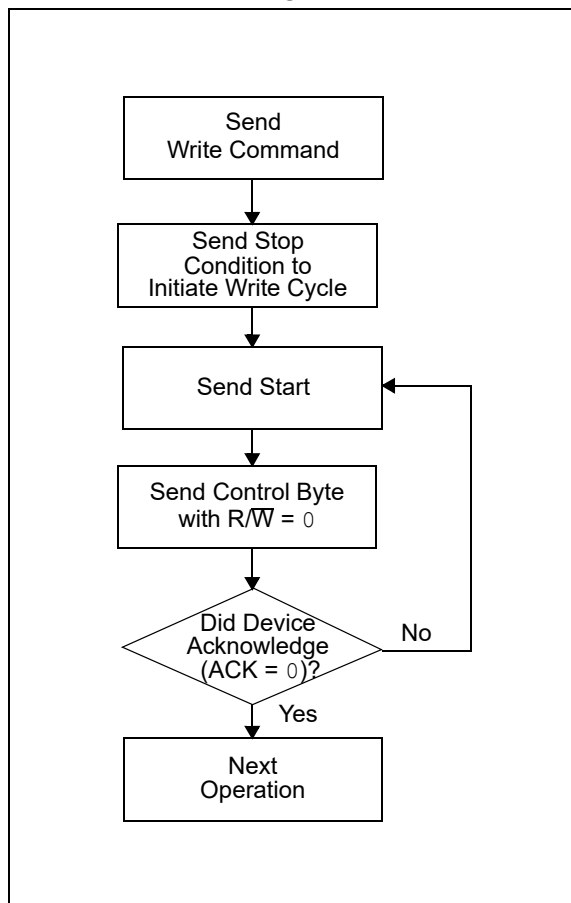 Send
Write Command
Send Stop
Condition to
Initiate Write Cycle
Send Start
Send Control Byte
with R/W̅ = 0
Did Device
Acknowledge
(ACK = 0)?
No
Yes
Next
Operation